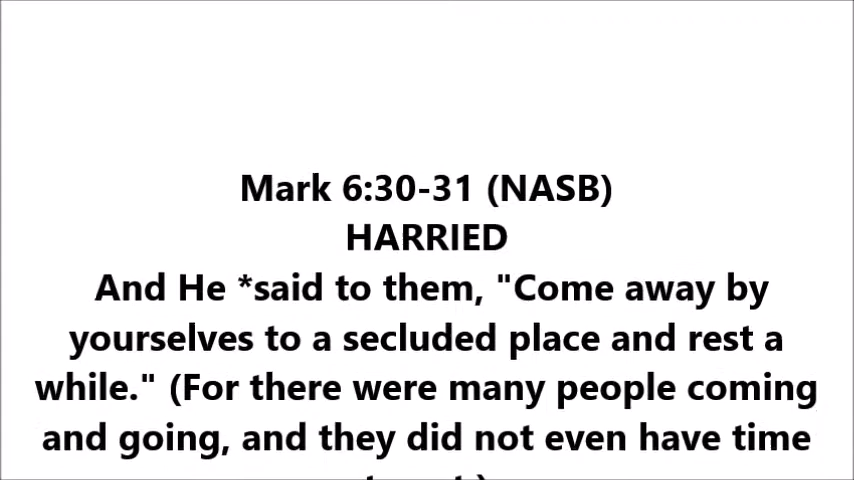 Mark 6:30-31 (NASB)
HARRIED
And He *said to them, "Come away by
yourselves to a secluded place and rest a
while." (For there were many people coming
and going, and they did not even have time